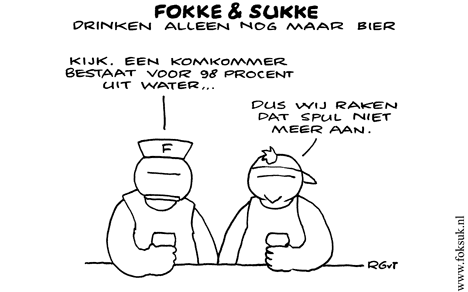 FOKKE & SUKKE
DRINKEN ALLEEN NOG MAAR BIER
KIJK. EEN KOMKOMMER
BESTAAT VOOR 98 PROCENT
UIT WATER...
DUS WIJ RAKEN
DAT SPUL NIET
MEER AAN.
F
RGvT
www.foksuk.nl